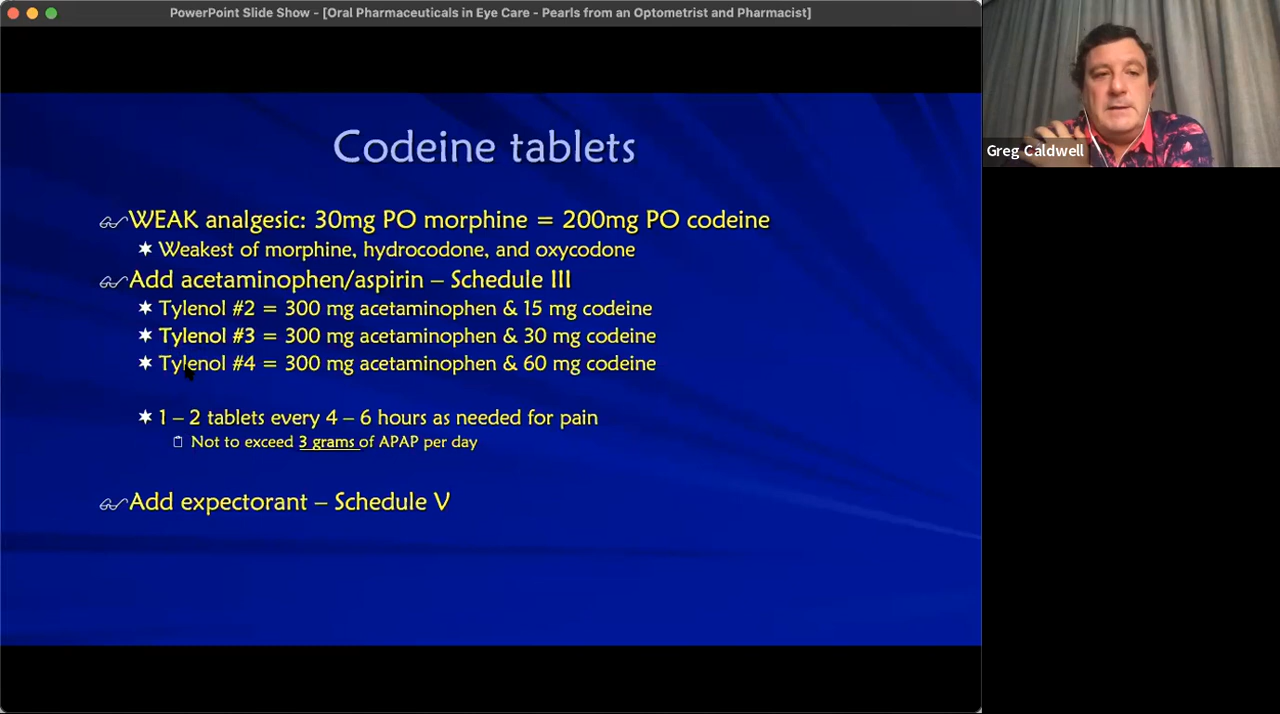 PowerPoint Slide Show - [Oral Pharmaceuticals in Eye Care - Pearls from an Optometrist and Pharmacist]
Greg Caldwell
Codeine tablets
WEAK analgesic: 30mg PO morphine = 200mg PO codeine
Weakest of morphine, hydrocodone, and oxycodone
Add acetaminophen/aspirin – Schedule III
Tylenol #2 = 300 mg acetaminophen & 15 mg codeine
Tylenol #3 = 300 mg acetaminophen & 30 mg codeine
Tylenol #4 = 300 mg acetaminophen & 60 mg codeine
1 – 2 tablets every 4 – 6 hours as needed for pain
Not to exceed 3 grams of APAP per day
Add expectorant – Schedule V